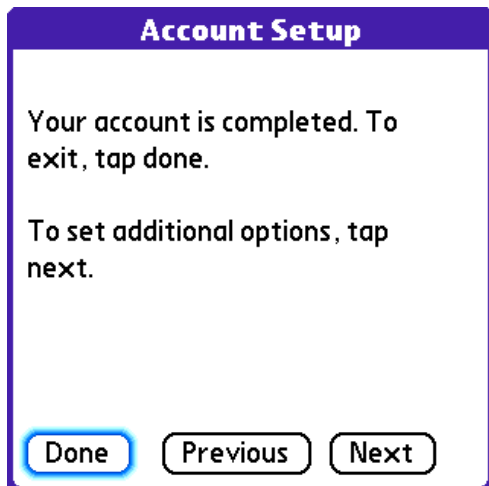 Account Setup
Your account is completed. To
exit, tap done.
To set additional options, tap
next.
Done Previous Next